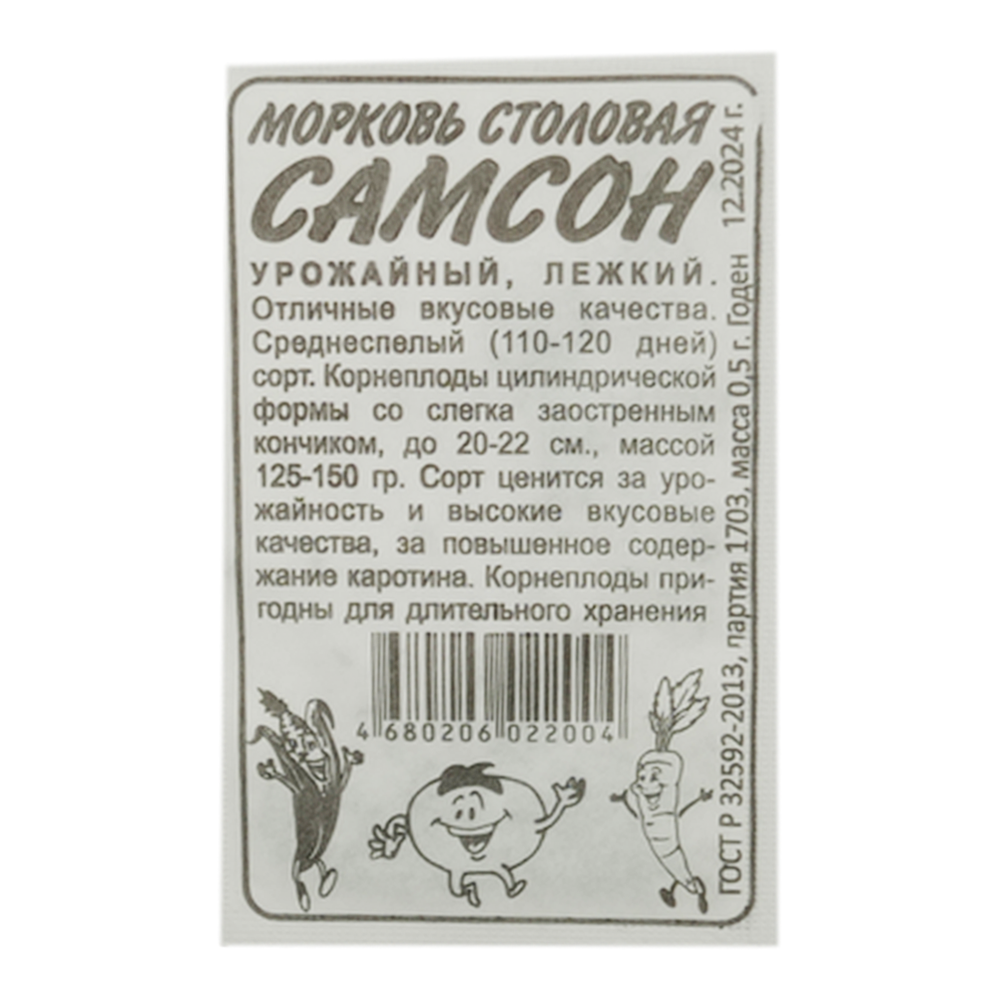 МОРКОВЬ СТОЛОВАЯ
САМСОН
УРОЖАЙНЫЙ, ЛЕЖКИЙ.
Отличные вкусовые качества.
Среднеспелый (110-120 дней)
сорт. Корнеплоды цилиндрической
формы со слегка заостренным
кончиком, до 20-22 см., массой
125-150 гр. Сорт ценится за уро-
жайность и высокие вкусовые
качества, за повышенное содер-
жание каротина. Корнеплоды при-
годны для длительного хранения
4 680206 022004
ГОСТ Р 32592-2013, партия 1703, масса 0,5 г. Годен 12.2024 г.